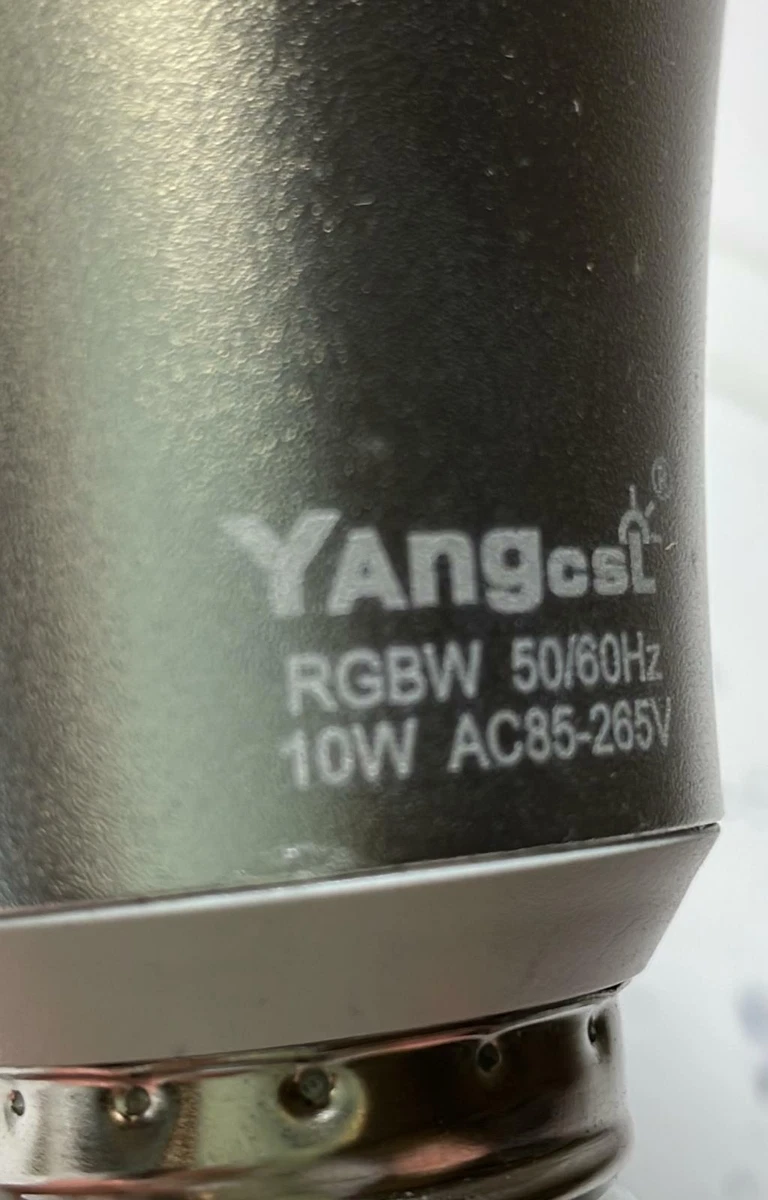 YAngcsL®
RGBW 50/60Hz
10W AC85-265V